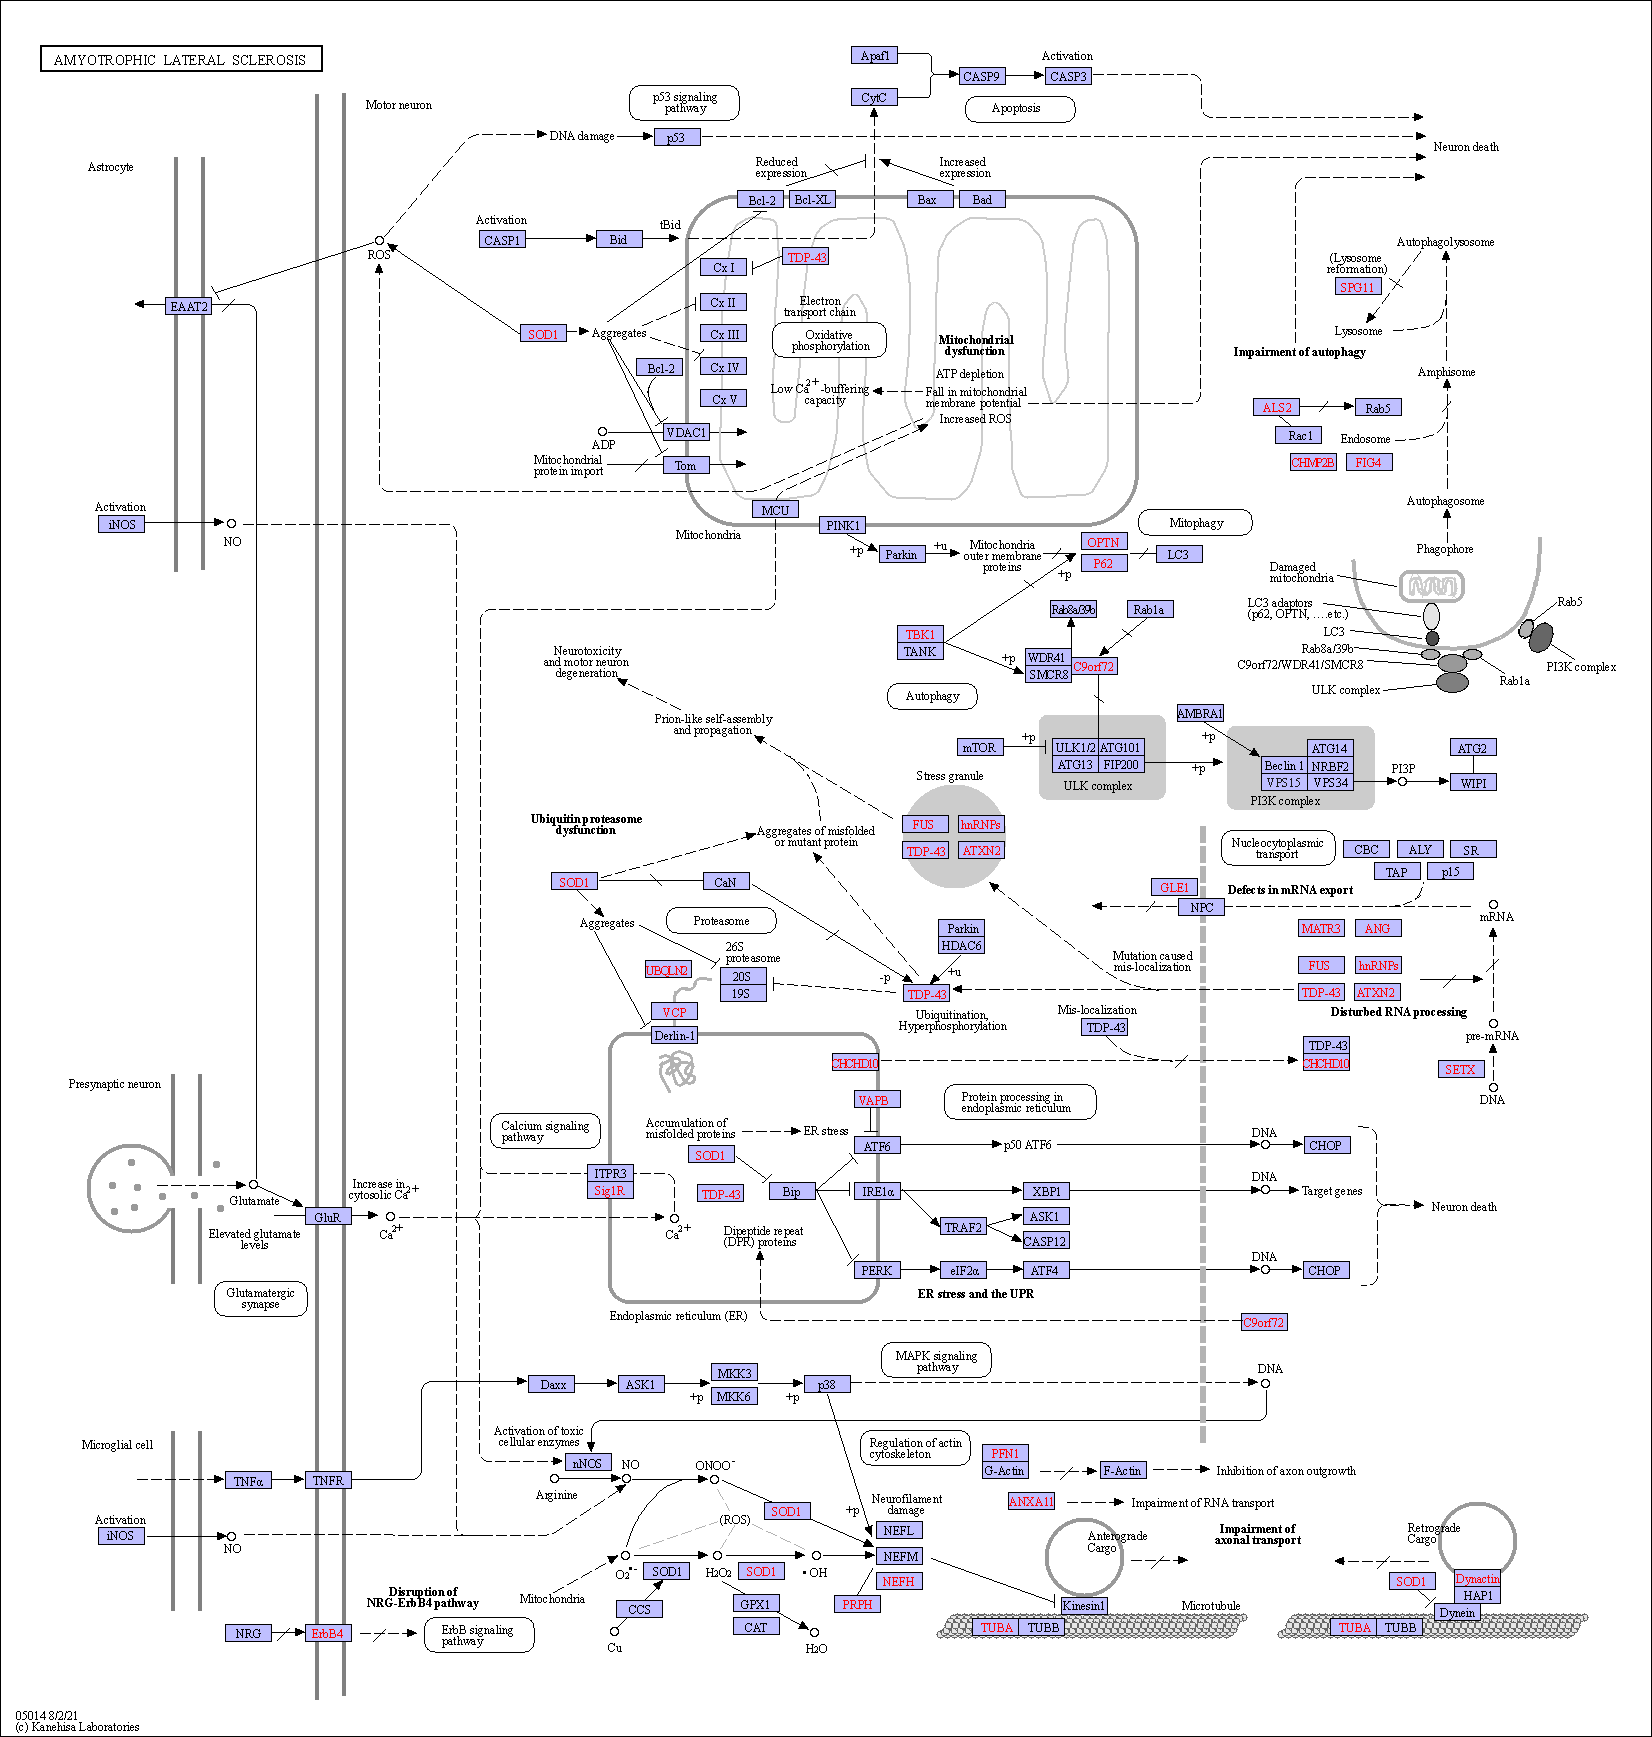 AMYOTROPHIC LATERAL SCLEROSIS
Motor neuron
Astrocyte
p53 signaling
pathway
Apaf1
CytC
CASP9
Activation
CASP3
Apoptosis
DNA damage
p53
Neuron death
Reduced
expression
Increased
expression
Bcl-2
Bcl-XL
Bax
Bad
Activation
CASP1
Bid
tBid
ROS
EAAT2
SOD1
Aggregates
Bcl-2
Cx I
TDP-43
Cx II
Cx III
Cx IV
Cx V
Electron
transport chain
Oxidative
phosphorylation
Mitochondrial
dysfunction
ATP depletion
Low Ca2+-buffering
capacity
Fall in mitochondrial
membrane potential
Increased ROS
ADP
VDAC1
Mitochondrial
protein import
Tom
MCU
Mitochondria
Autophagolysosome
(Lysosome
reformation)
SPG11
Lysosome
Impairment of autophagy
Amphisome
ALS2
Rab5
Rac1
Endosome
CHMP2B
FIG4
Autophagosome
Phagophore
Activation
iNOS
NO
PINK1
+p
Parkin
+u
Mitochondria
outer membrane
proteins
OPTN
P62
+p
LC3
Mitophagy
Damaged
mitochondria
LC3 adaptors
(p62, OPTN, ....etc.)
LC3
Rab8a/39b
C9orf72/WDR41/SMCR8
ULK complex
Rab5
PI3K complex
Rab1a
TBK1
TANK
+p
Rab8a/39b
Rab1a
WDR41
SMCR8
C9orf72
Autophagy
Neurotoxicity
and motor neuron
degeneration
Prion-like self-assembly
and propagation
mTOR
+p
ULK1/2
ATG101
ATG13
FIP200
ULK complex
+p
AMBRA1
+p
ATG14
Beclin 1
NRBF2
VPS15
VPS34
PI3K complex
PI3P
ATG2
WIPI
Stress granule
FUS
hnRNPs
TDP-43
ATXN2
Ubiquitin proteasome
dysfunction
Aggregates of misfolded
or mutant protein
SOD1
CaN
Aggregates
Proteasome
26S
proteasome
20S
19S
UBQLN2
VCP
Derlin-1
Parkin
HDAC6
+u
-p
TDP-43
Ubiquitination,
Hyperphosphorylation
Nucleocytoplasmic
transport
CBC
ALY
SR
TAP
p15
GLE1
Defects in mRNA export
NPC
mRNA
MATR3
ANG
FUS
hnRNPs
TDP-43
ATXN2
Disturbed RNA processing
pre-mRNA
SETX
DNA
Mutation caused
mis-localization
Mis-localization
TDP-43
TDP-43
CHCHD10
CHCHD10
VAPB
Protein processing in
endoplasmic reticulum
Presynaptic neuron
Glutamate
Elevated glutamate
levels
Glutamatergic
synapse
GluR
Increase in
cytosolic Ca2+
Ca2+
Calcium signaling
pathway
ITPR3
Sig1R
Ca2+
Accumulation of
misfolded proteins
ER stress
SOD1
TDP-43
Bip
ATF6
p50 ATF6
DNA
CHOP
IRE1α
XBP1
DNA
Target genes
TRAF2
ASK1
CASP12
Neuron death
Dipeptide repeat
(DPR) proteins
PERK
eIF2α
ATF4
DNA
CHOP
ER stress and the UPR
Endoplasmic reticulum (ER)
C9orf72
MAPK signaling
pathway
Daxx
ASK1
+p
MKK3
MKK6
+p
p38
DNA
Microglial cell
TNFα
TNFR
Activation
iNOS
NO
Activation of toxic
cellular enzymes
nNOS
NO
Arginine
ONOO-
(ROS)
SOD1
Regulation of actin
cytoskeleton
PFN1
G-Actin
F-Actin
Inhibition of axon outgrowth
ANXA11
Impairment of RNA transport
+p
Neurofilament
damage
NEFL
NEFM
NEFH
PRPH
O2•-
SOD1
H2O2
SOD1
•OH
Mitochondria
CCS
Cu
GPX1
CAT
H2O
Disruption of
NRG-ErbB4 pathway
NRG
ErbB4
ErbB signaling
pathway
Anterograde
Cargo
Impairment of
axonal transport
Retrograde
Cargo
Kinesin1
Microtubule
TUBA
TUBB
SOD1
Dynactin
HAP1
Dynein
TUBA
TUBB
05014 8/2/21
(c) Kanehisa Laboratories